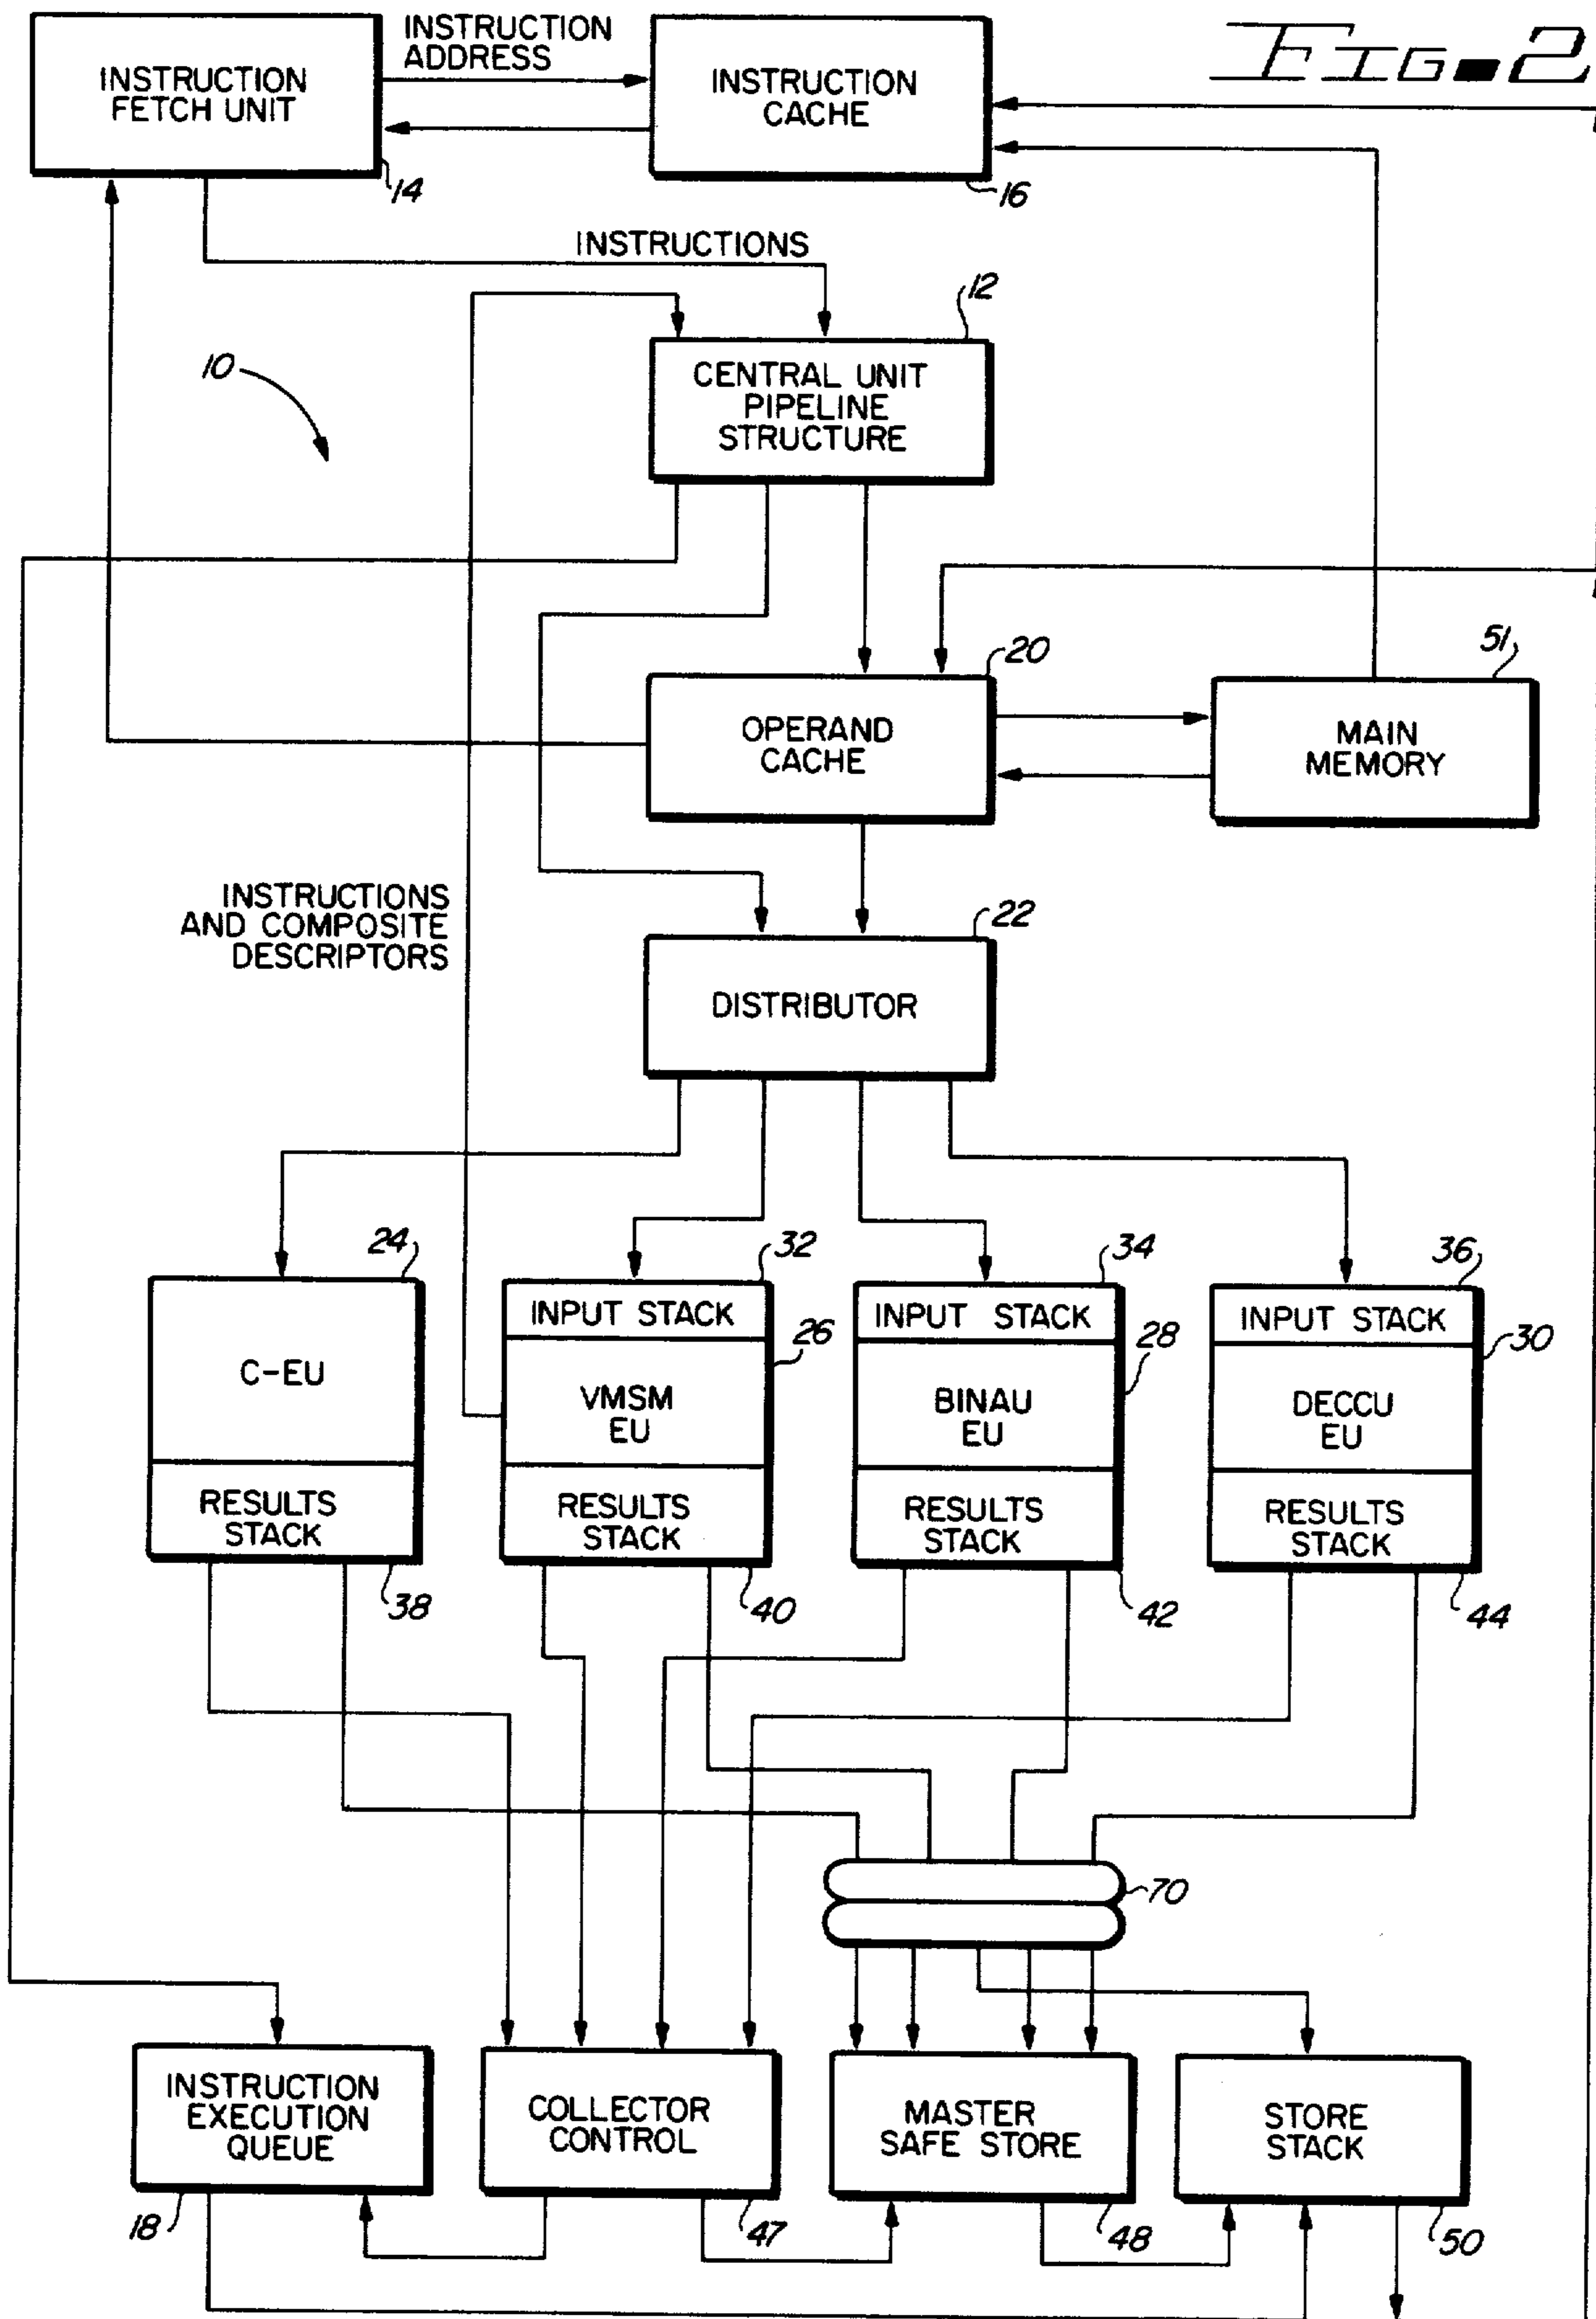 FIG. 2
INSTRUCTION
FETCH UNIT
14
INSTRUCTION
ADDRESS
INSTRUCTION
CACHE
16
INSTRUCTIONS
10
12
CENTRAL UNIT
PIPELINE
STRUCTURE
20
OPERAND
CACHE
51
MAIN
MEMORY
INSTRUCTIONS
AND COMPOSITE
DESCRIPTORS
22
DISTRIBUTOR
24
C-EU
RESULTS
STACK
38
32
INPUT STACK
26
VMSM
EU
RESULTS
STACK
40
34
INPUT STACK
28
BINAU
EU
RESULTS
STACK
42
36
INPUT STACK
30
DECCU
EU
RESULTS
STACK
44
70
INSTRUCTION
EXECUTION
QUEUE
18
COLLECTOR
CONTROL
47
MASTER
SAFE STORE
48
STORE
STACK
50